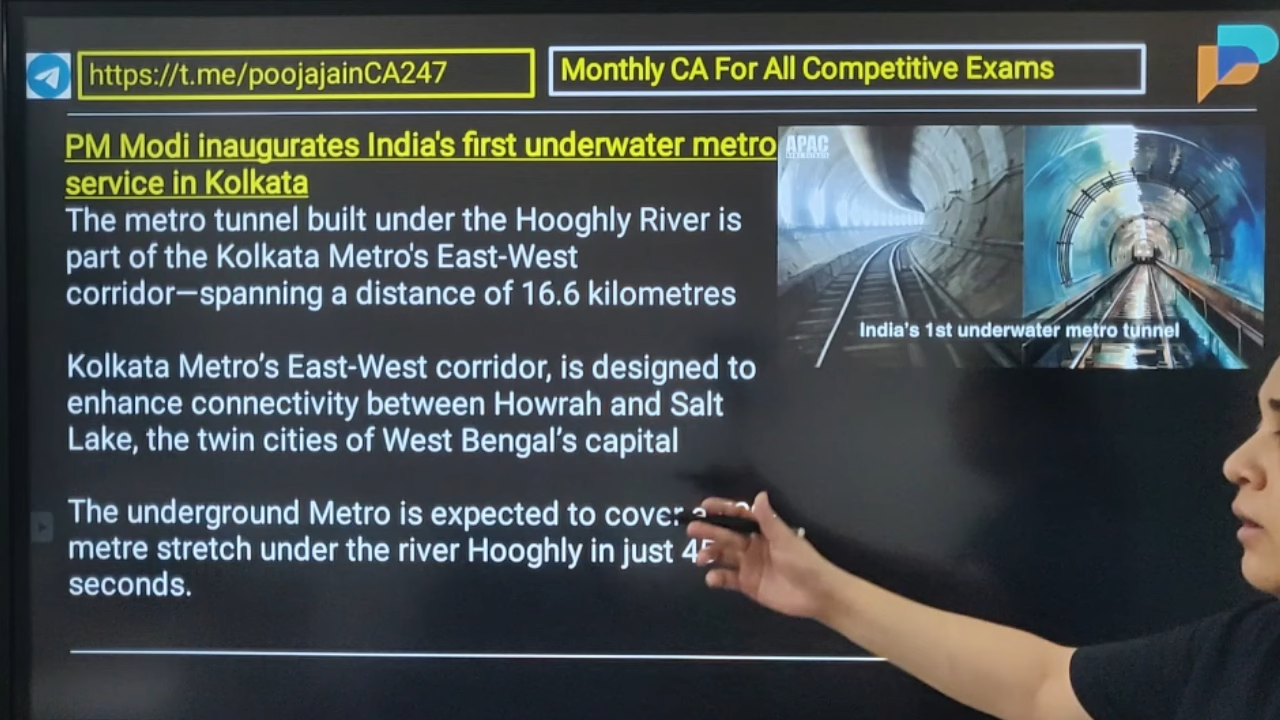 https://t.me/poojajainCA247
Monthly CA For All Competitive Exams
PM Modi inaugurates India's first underwater metro
service in Kolkata
APAC
The metro tunnel built under the Hooghly River is
part of the Kolkata Metro's East-West
corridor—spanning a distance of 16.6 kilometres
India's 1st underwater metro tunnel
Kolkata Metro’s East-West corridor, is designed to
enhance connectivity between Howrah and Salt
Lake, the twin cities of West Bengal’s capital
The underground Metro is expected to cover
metre stretch under the river Hooghly in just
seconds.